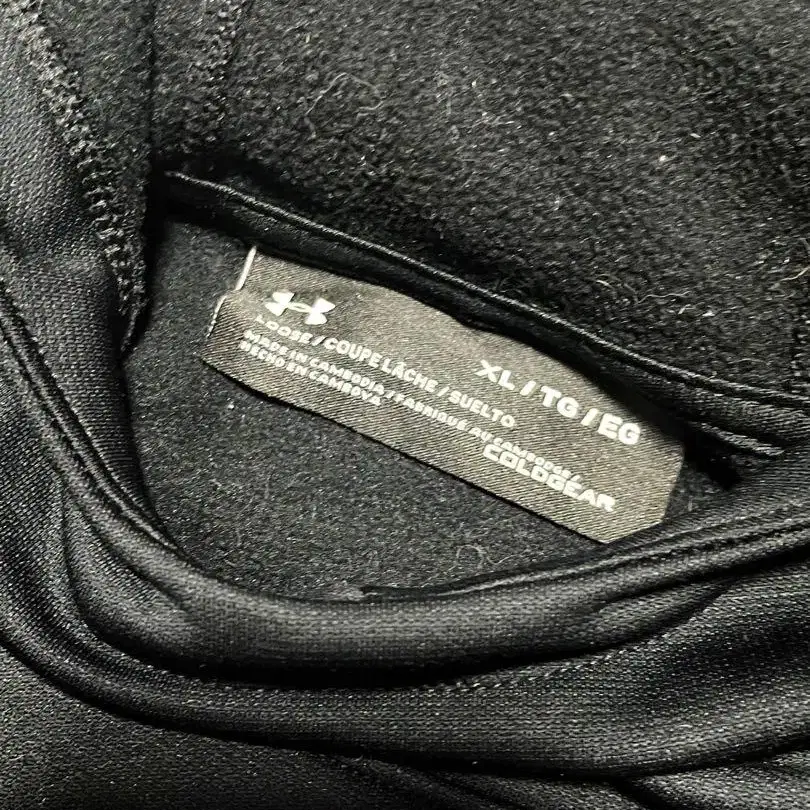 XL / TG / EG
LOOSE / COUPE LÂCHE / SUELTO
MADE IN CAMBODIA / FABRIQUÉ AU CAMBODGE /
HECHO EN CAMBOYA
COLDGEAR